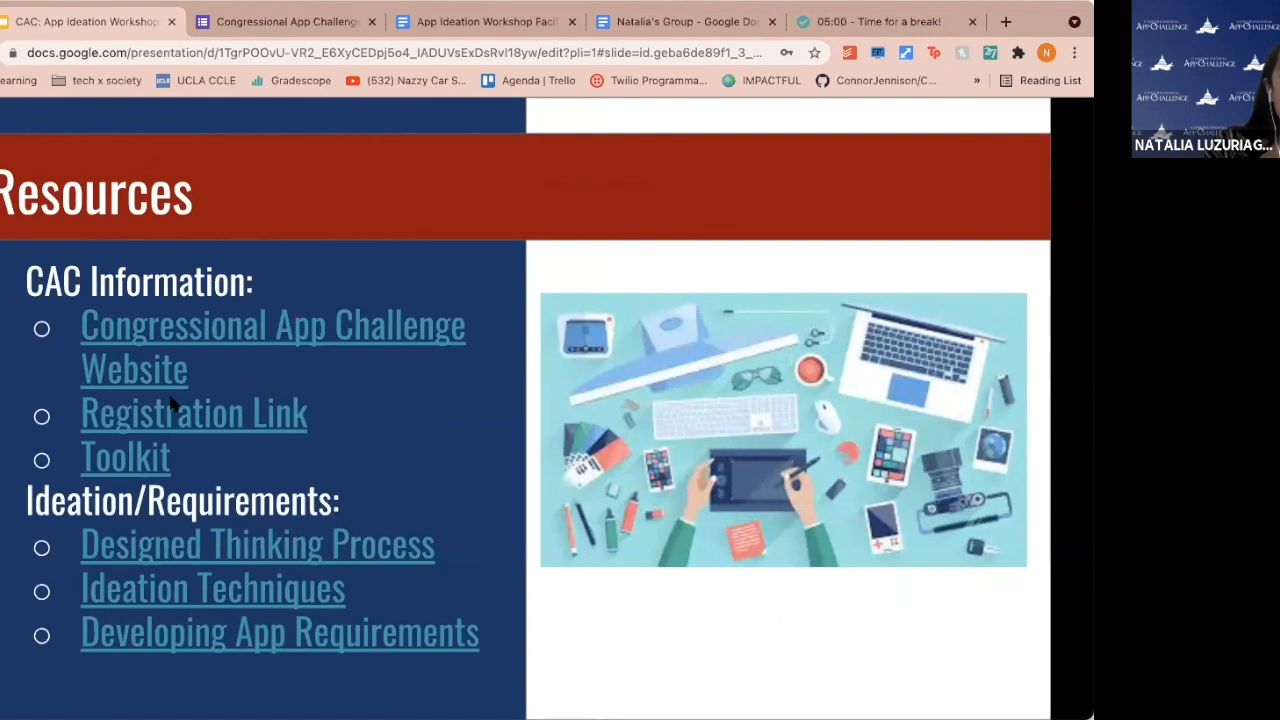 CAC: App Ideation Workshop
Congressional App Challeng
App Ideation Workshop Facil
Natalia's Group - Google Do
05:00 - Time for a break!
docs.google.com/presentation/d/1TgrPOOvU-VR2_E6XyCEDpj5o4_IADUVsExDsRvI18yw/edit?pli=1#slide=id.geba6de89f1_3_...
earning
tech x society
UCLA CCLE
Gradescope
(532) Nazzy Car S...
Agenda | Trello
Twilio Programma...
IMPACTFUL
ConnorJennison/C...
»
Reading List
Resources
CAC Information:
Congressional App Challenge
Website
Registration Link
Toolkit
Ideation/Requirements:
Designed Thinking Process
Ideation Techniques
Developing App Requirements
NATALIA LUZURIAG...